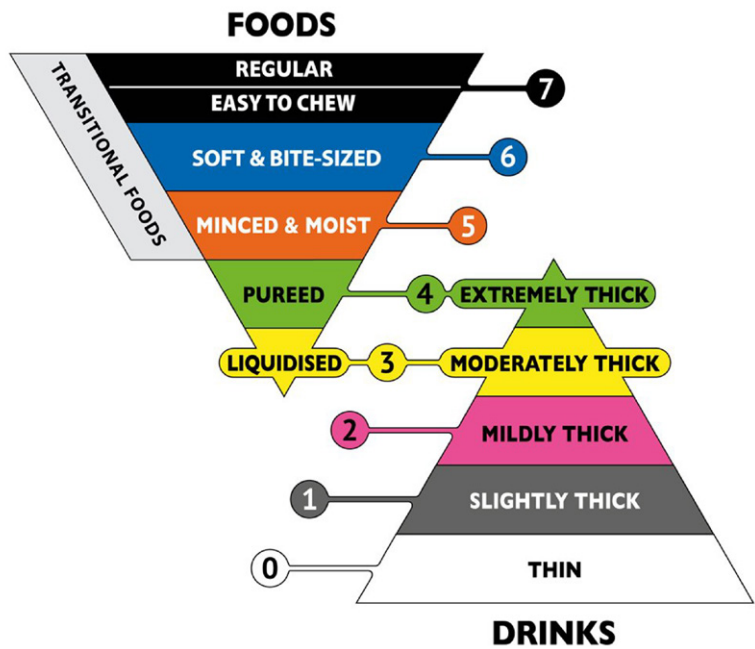 FOODS
REGULAR
EASY TO CHEW
7
TRANSITIONAL FOODS
SOFT & BITE-SIZED
6
MINCED & MOIST
5
PUREED
4
EXTREMELY THICK
LIQUIDISED
3
MODERATELY THICK
2
MILDLY THICK
1
SLIGHTLY THICK
0
THIN
DRINKS